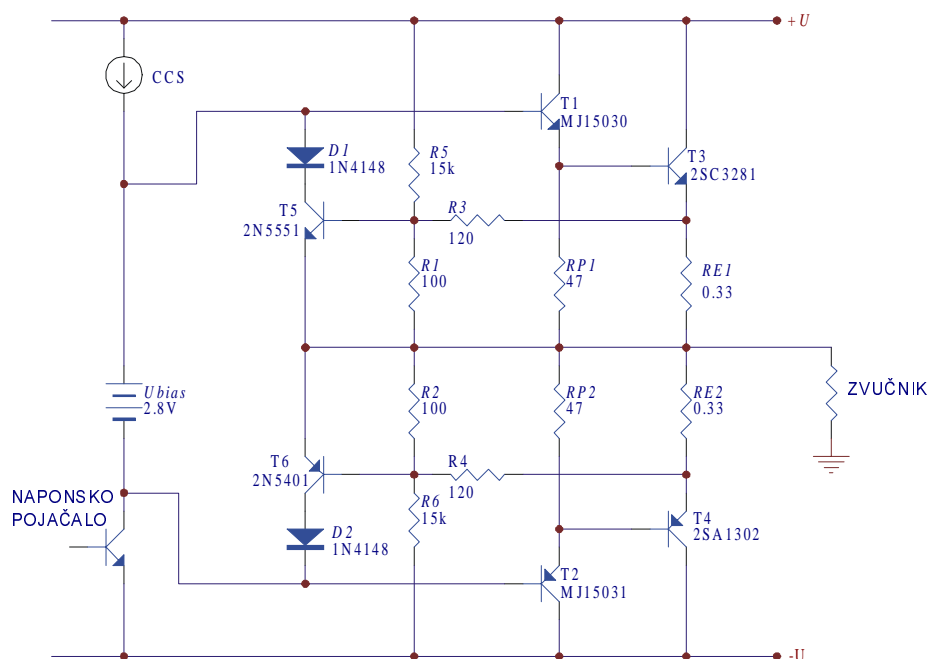 +U
CCS
T1
MJ15030
D1
1N4148
R5
15k
T3
2SC3281
T5
2N5551
R3
120
R1
100
RP1
47
RE1
0.33
Ubias
2.8V
R2
100
RP2
47
RE2
0.33
ZVUČNIK
T6
2N5401
R4
120
NAPONSKO
POJAČALO
R6
15k
D2
1N4148
T4
2SA1302
T2
MJ15031
-U